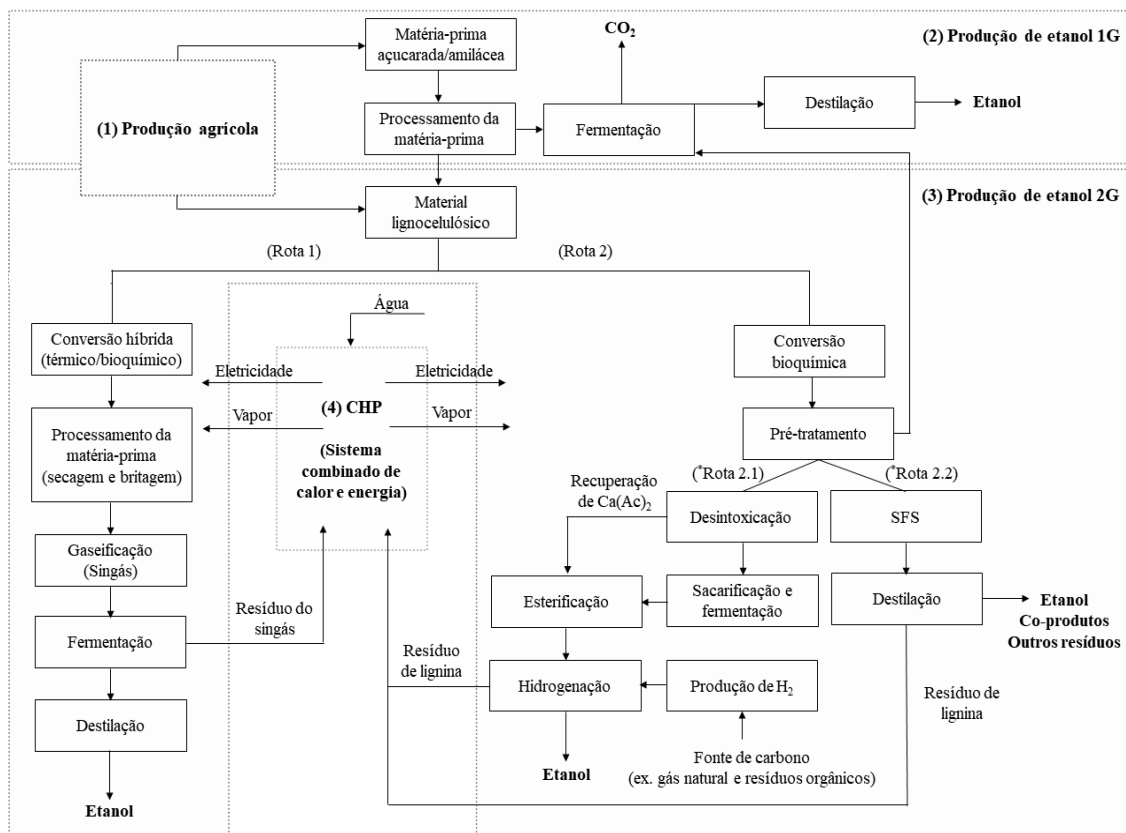 Matéria-prima
açucarada/amilácea
CO2
(2) Produção de etanol 1G
(1) Produção agrícola
Processamento da
matéria-prima
Fermentação
Destilação
Etanol
Material
lignocelulósico
(3) Produção de etanol 2G
(Rota 1)
(Rota 2)
Conversão híbrida
(térmico/bioquímico)
Processamento da
matéria-prima
(secagem e britagem)
Gaseificação
(Singás)
Fermentação
Destilação
Etanol
Resíduo do
singás
Água
Eletricidade
Eletricidade
(4) CHP
Vapor
Vapor
(Sistema
combinado de
calor e energia)
Conversão
bioquímica
Pré-tratamento
(*Rota 2.1)
(*Rota 2.2)
Recuperação
de Ca(Ac)2
Desintoxicação
SFS
Esterificação
Sacarificação e
fermentação
Destilação
Etanol
Co-produtos
Outros resíduos
Resíduo
de lignina
Hidrogenação
Produção de H2
Resíduo de
lignina
Etanol
Fonte de carbono
(ex. gás natural e resíduos orgânicos)